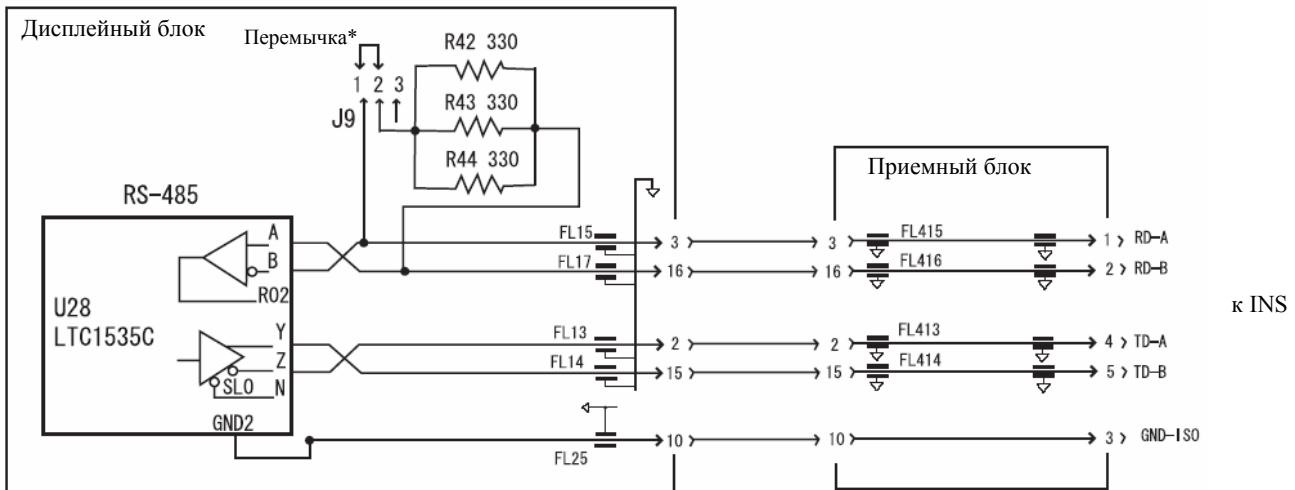 Дисплейный блок
Перемычка*
1 2 3
J9
R42 330
R43 330
R44 330
RS-485
A
B
RO2
U28
LTC1535C
Y
Z
SLO N
GND2
FL15
FL17
FL13
FL14
FL25
3
16
2
15
10
Приемный блок
3 FL415 1 RD-A
16 FL416 2 RD-B
2 FL413 4 TD-A
15 FL414 5 TD-B
10 3 GND-ISO
к INS